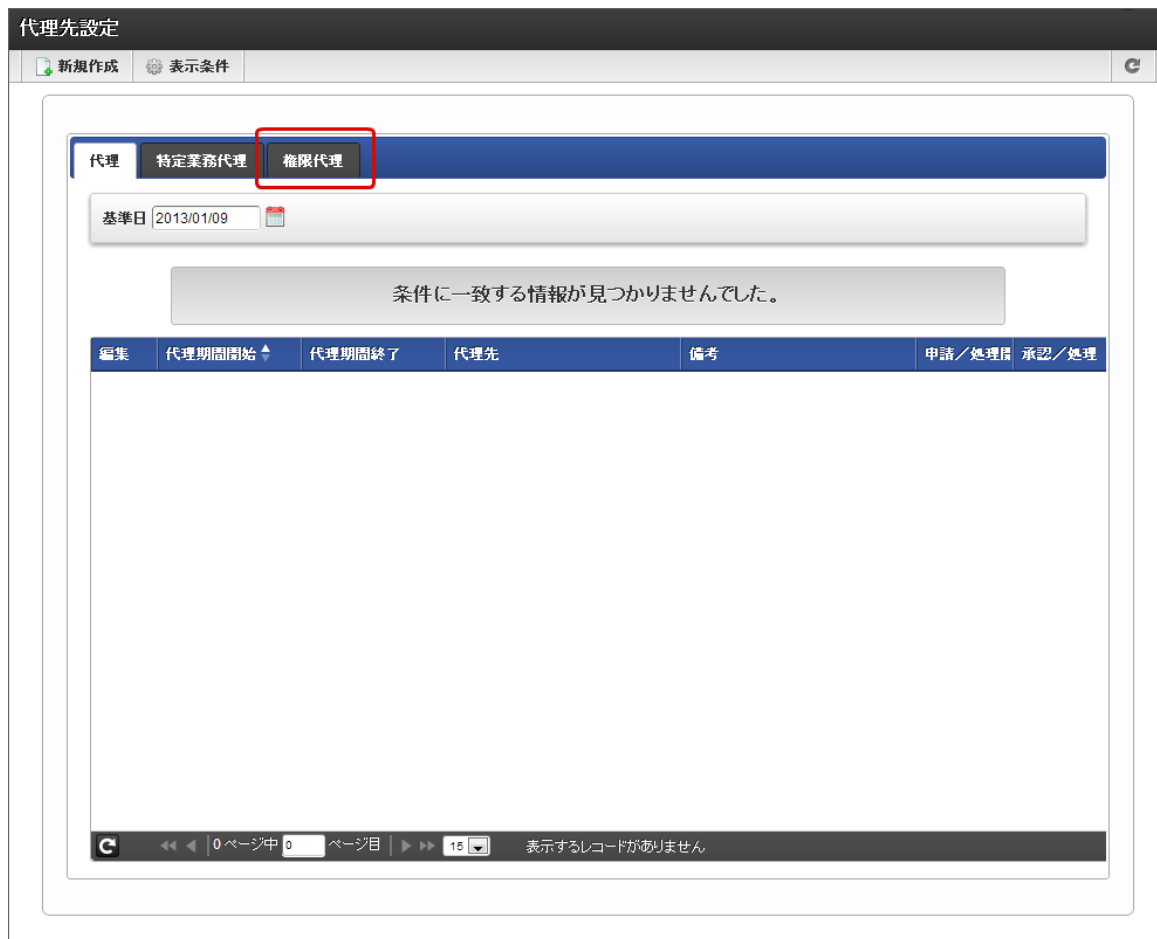 代理先設定
新規作成 表示条件
代理 特定業務代理 権限代理
基準日 2013/01/09
条件に一致する情報が見つかりませんでした。
編集 代理期間開始 代理期間終了 代理先 備考 申請／処理開 承認／処理
0 ページ中 0 ページ目 15 表示するレコードがありません